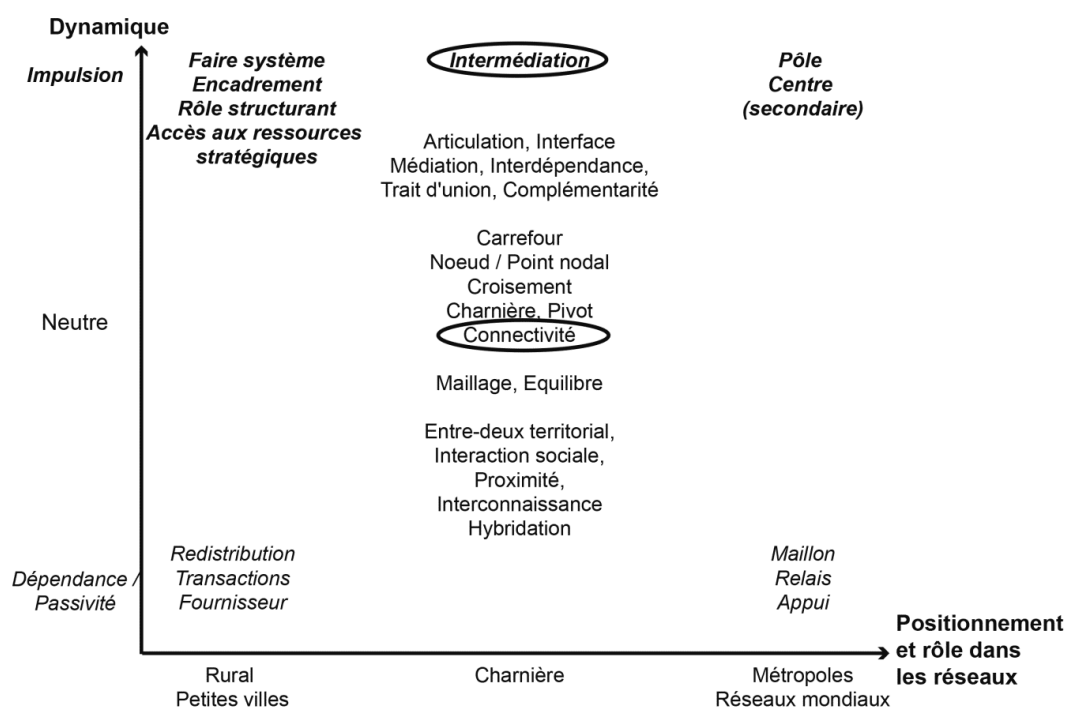 Dynamique
Impulsion
Faire système
Encadrement
Rôle structurant
Accès aux ressources
stratégiques
Intermédiation
Pôle
Centre
(secondaire)
Articulation, Interface
Médiation, Interdépendance,
Trait d'union, Complémentarité
Carrefour
Noeud / Point nodal
Croisement
Charnière, Pivot
Connectivité
Neutre
Maillage, Equilibre
Entre-deux territorial,
Interaction sociale,
Proximité,
Interconnaissance
Hybridation
Dépendance /
Passivité
Redistribution
Transactions
Fournisseur
Maillon
Relais
Appui
Positionnement
et rôle dans
les réseaux
Rural
Petites villes
Charnière
Métropoles
Réseaux mondiaux